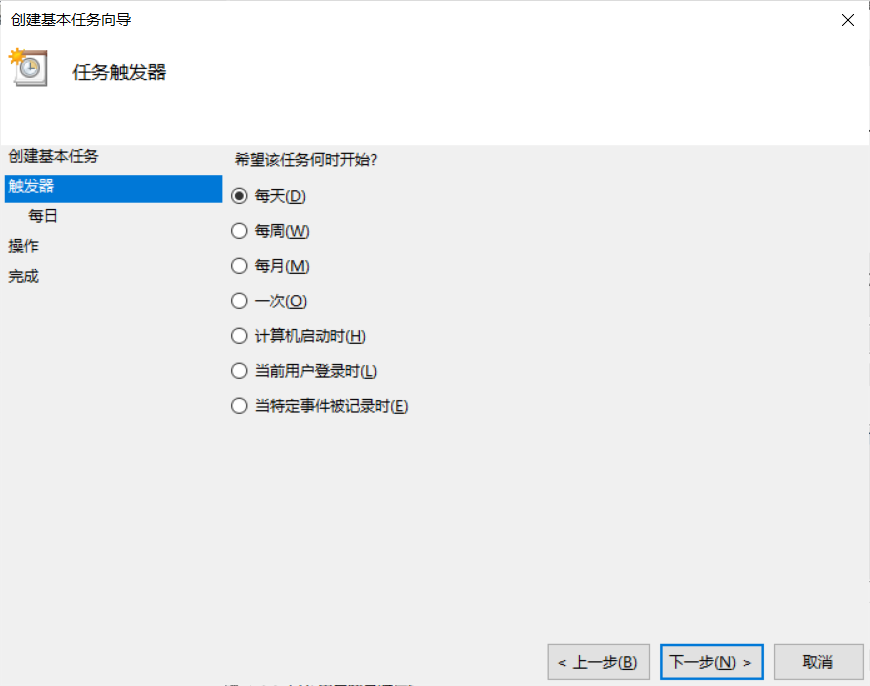 创建基本任务向导
任务触发器
创建基本任务
触发器
每日
操作
完成
希望该任务何时开始?
每天(D)
每周(W)
每月(M)
一次(O)
计算机启动时(H)
当前用户登录时(L)
当特定事件被记录时(E)
< 上一步(B)
下一步(N) >
取消